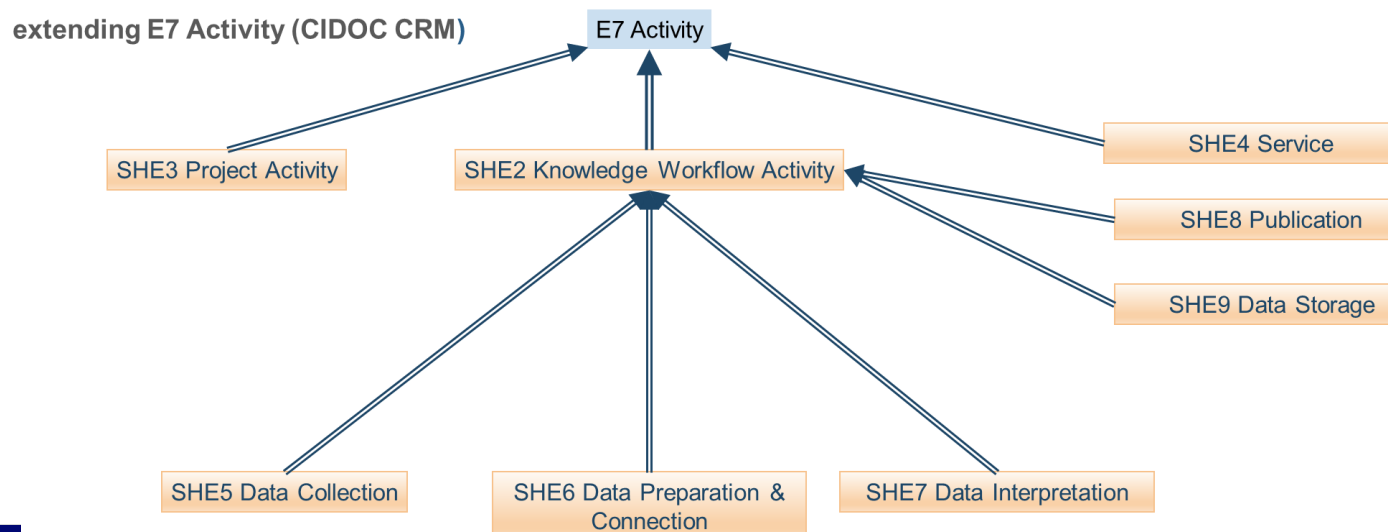 extending E7 Activity (CIDOC CRM)
E7 Activity
SHE3 Project Activity
SHE2 Knowledge Workflow Activity
SHE4 Service
SHE8 Publication
SHE9 Data Storage
SHE5 Data Collection
SHE6 Data Preparation &
Connection
SHE7 Data Interpretation